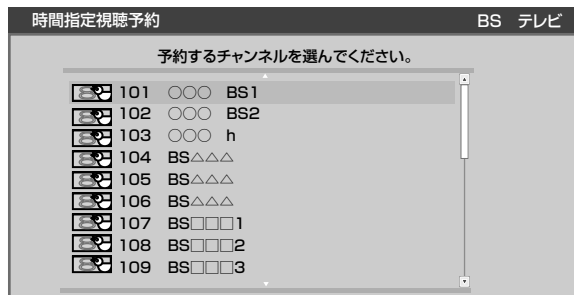 時間指定視聴予約 BS テレビ
予約するチャンネルを選んでください。
101 ○○○ BS1
102 ○○○ BS2
103 ○○○ h
104 BS△△△
105 BS△△△
106 BS△△△
107 BS□□□1
108 BS□□□2
109 BS□□□3